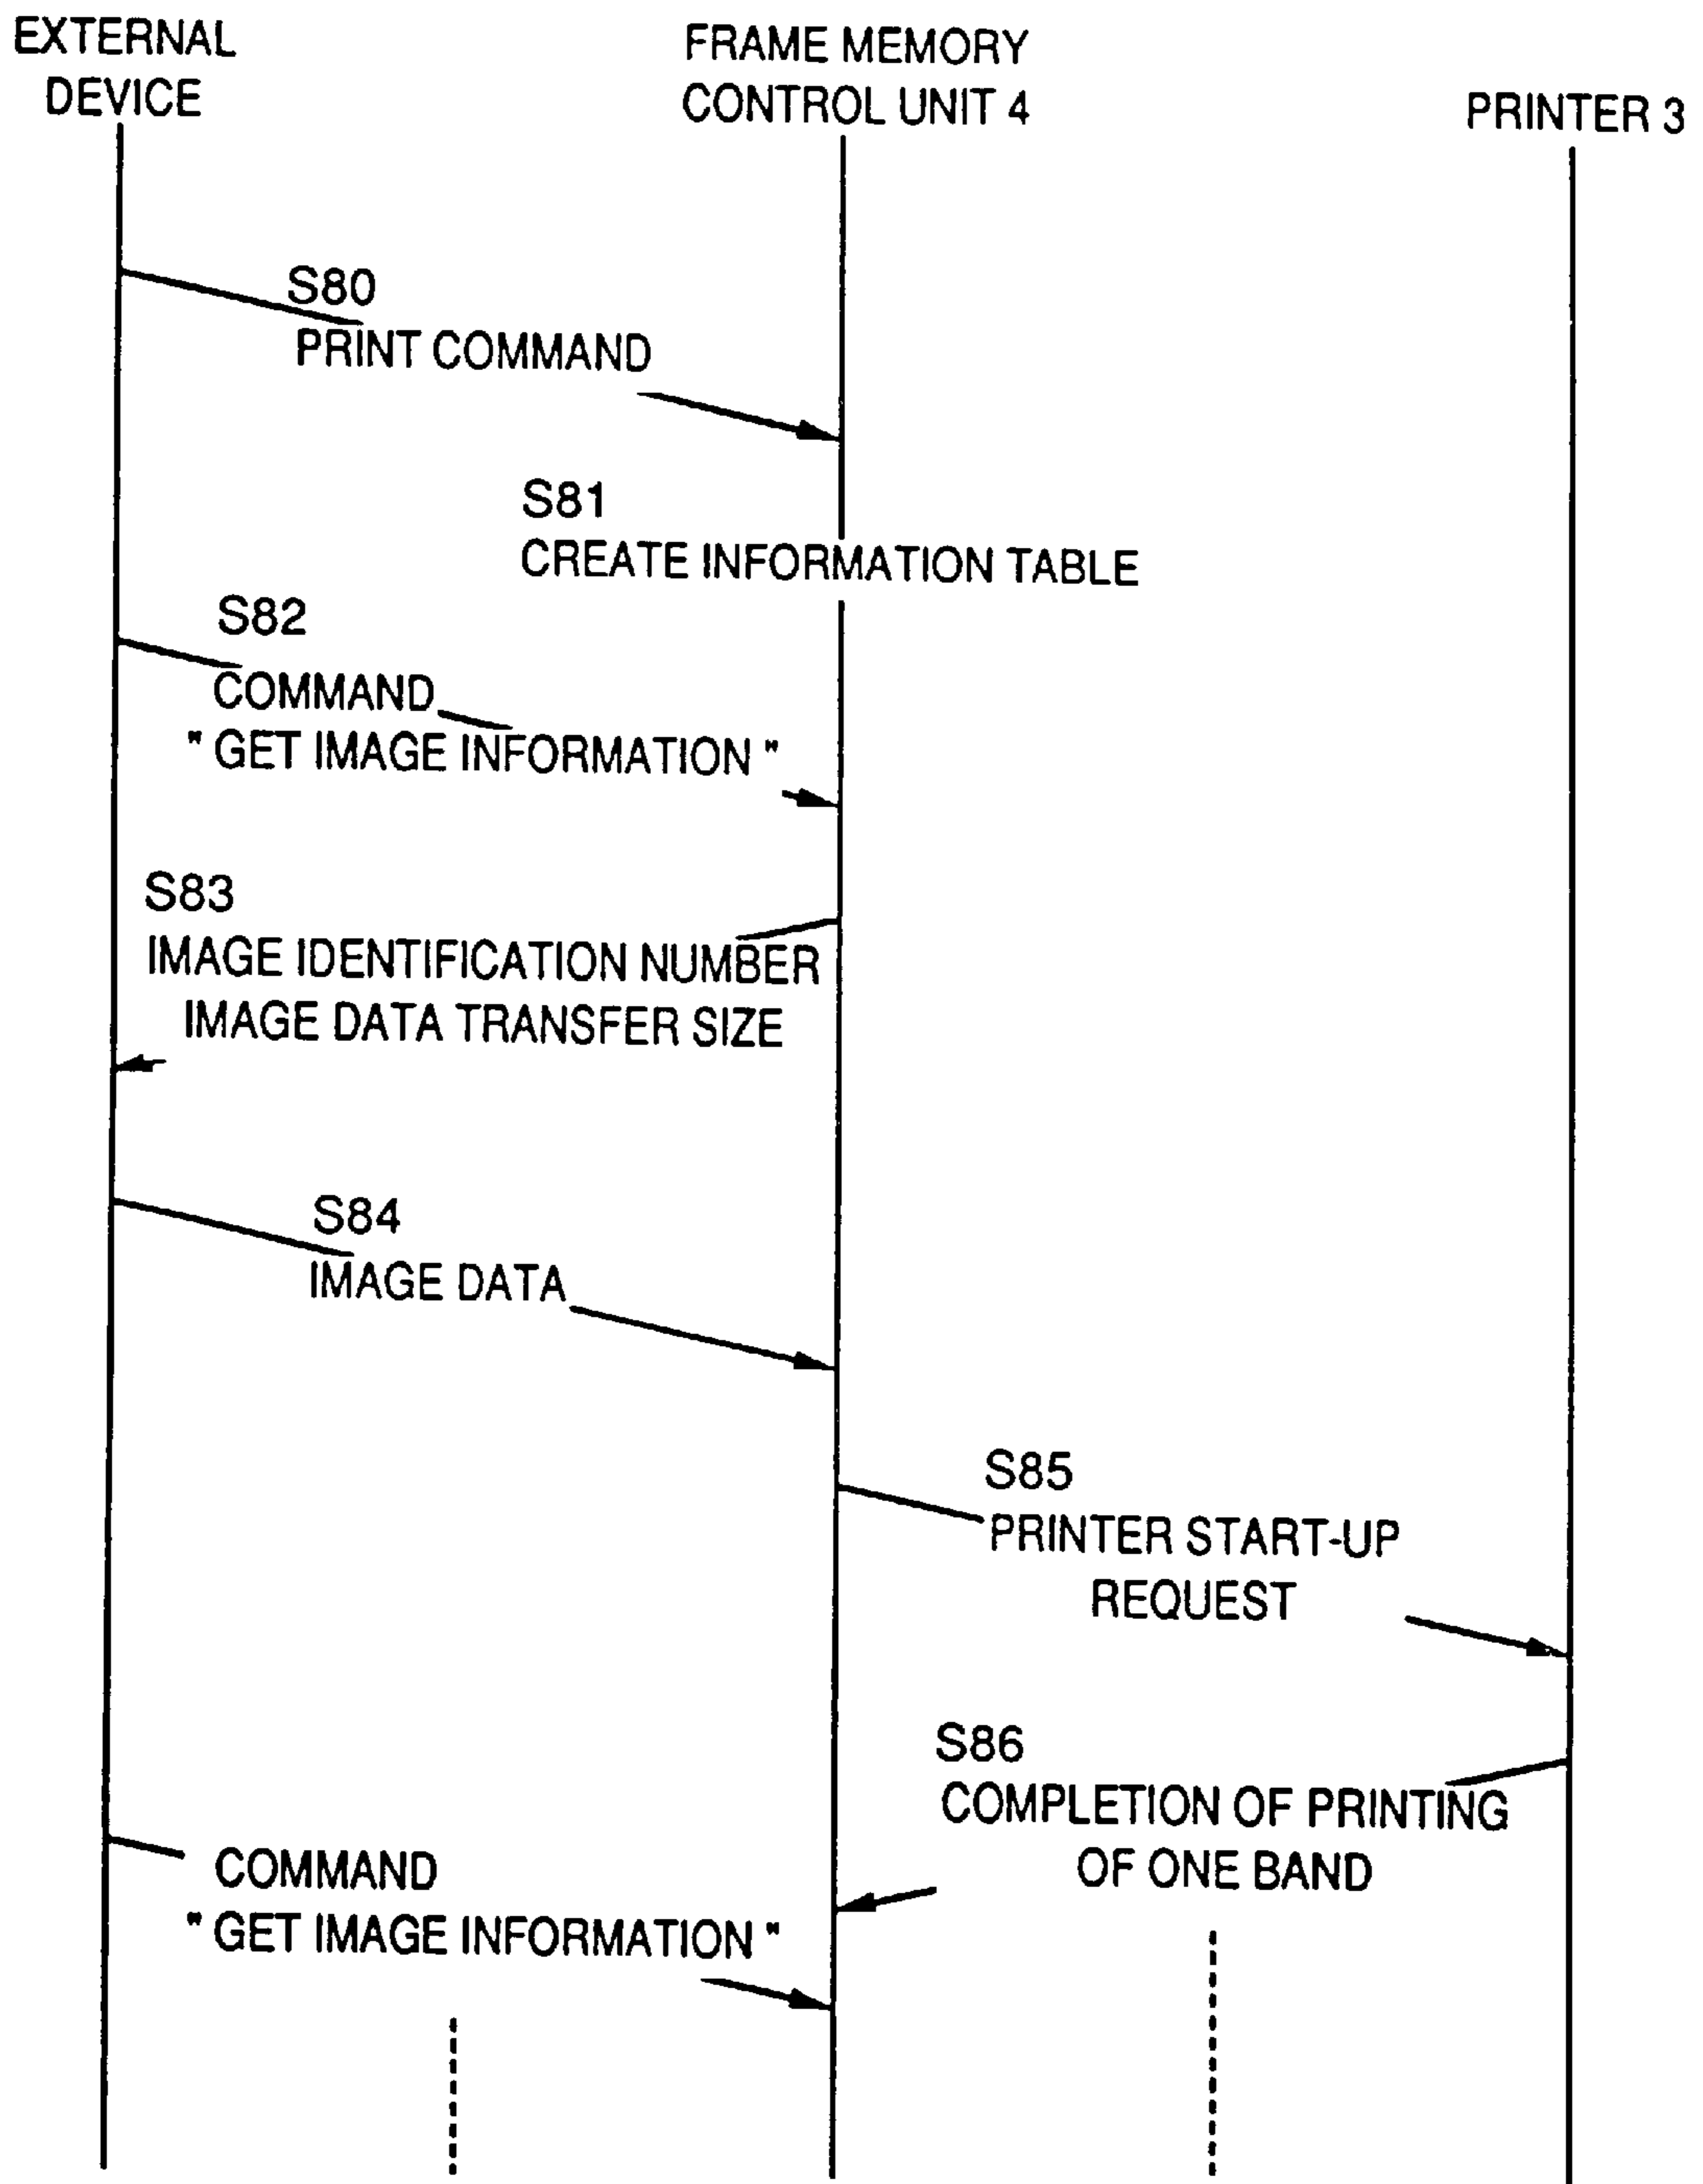 EXTERNAL
DEVICE
FRAME MEMORY
CONTROL UNIT 4
PRINTER 3
S80
PRINT COMMAND
S81
CREATE INFORMATION TABLE
S82
COMMAND
" GET IMAGE INFORMATION "
S83
IMAGE IDENTIFICATION NUMBER
IMAGE DATA TRANSFER SIZE
S84
IMAGE DATA
S85
PRINTER START-UP
REQUEST
S86
COMPLETION OF PRINTING
OF ONE BAND
COMMAND
" GET IMAGE INFORMATION "